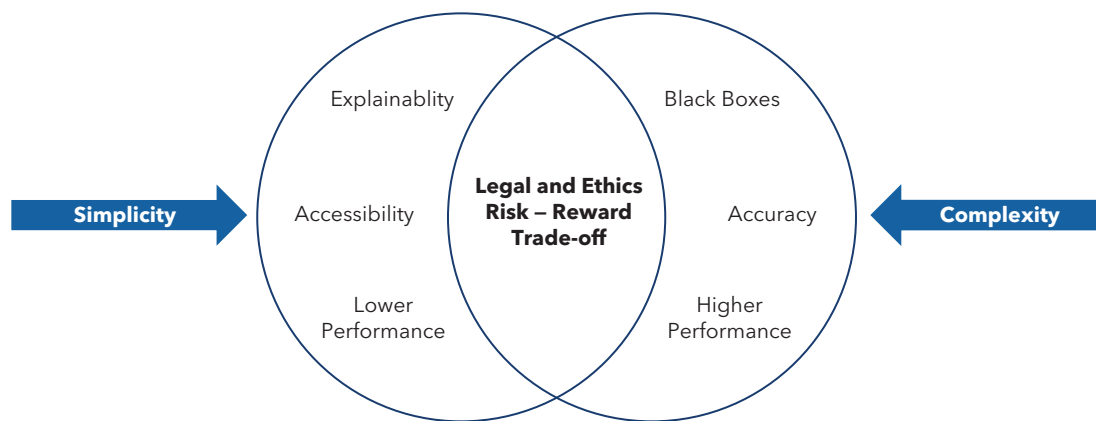 Simplicity
Explainablity
Accessibility
Lower
Performance
Legal and Ethics
Risk – Reward
Trade-off
Black Boxes
Accuracy
Higher
Performance
Complexity